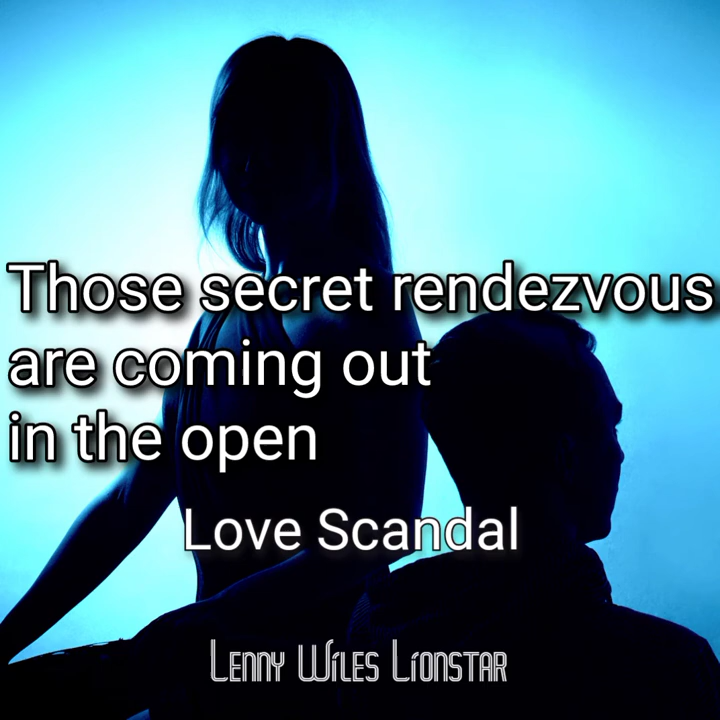 Those secret rendezvous
are coming out
in the open
Love Scandal
Lenny Wiles Lionstar